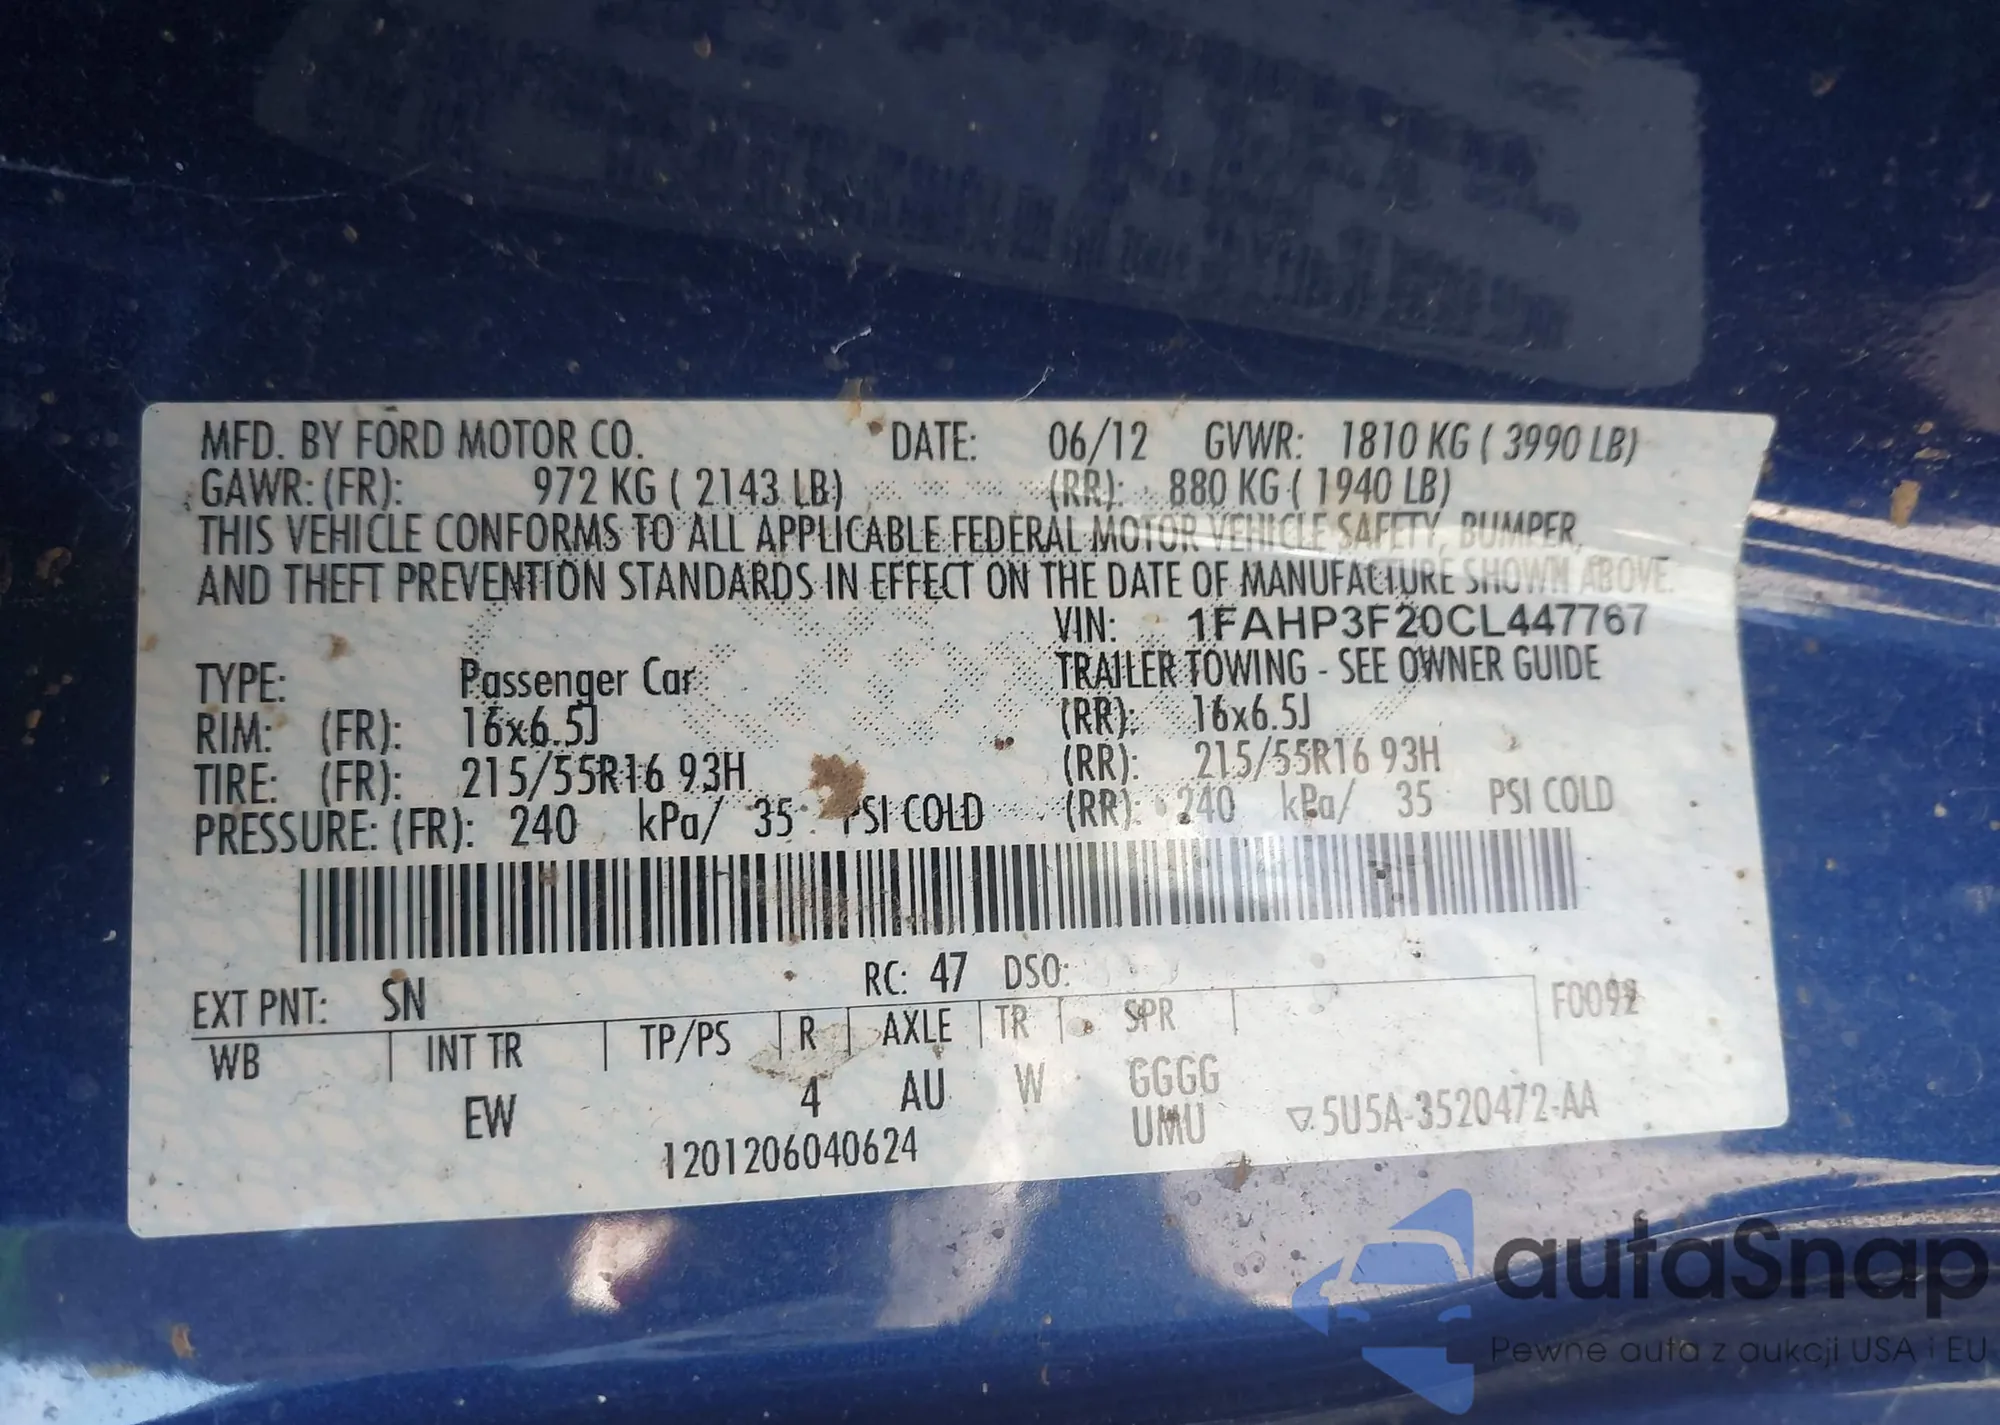 MFD. BY FORD MOTOR CO. DATE: 06/12 GVWR: 1810 KG ( 3990 LB)
GAWR: (FR): 972 KG ( 2143 LB) (RR): 880 KG ( 1940 LB)
THIS VEHICLE CONFORMS TO ALL APPLICABLE FEDERAL MOTOR VEHICLE SAFETY, BUMPER,
AND THEFT PREVENTION STANDARDS IN EFFECT ON THE DATE OF MANUFACTURE SHOWN ABOVE.
VIN: 1FAHP3F20CL447767
TYPE: Passenger Car TRAILER TOWING - SEE OWNER GUIDE
RIM: (FR): 16x6.5J (RR): 16x6.5J
TIRE: (FR): 215/55R16 93H (RR): 215/55R16 93H
PRESSURE: (FR): 240 kPa/ 35 PSI COLD (RR): 240 kPa/ 35 PSI COLD
RC: 47 DSO:
EXT PNT: SN F0092
WB INT TR TP/PS R AXLE TR SPR
EW 4 AU W GGGG
UMU 5U5A-3520472-AA
1201206040624
autaSnap
Pewne auta z aukcji USA i EU